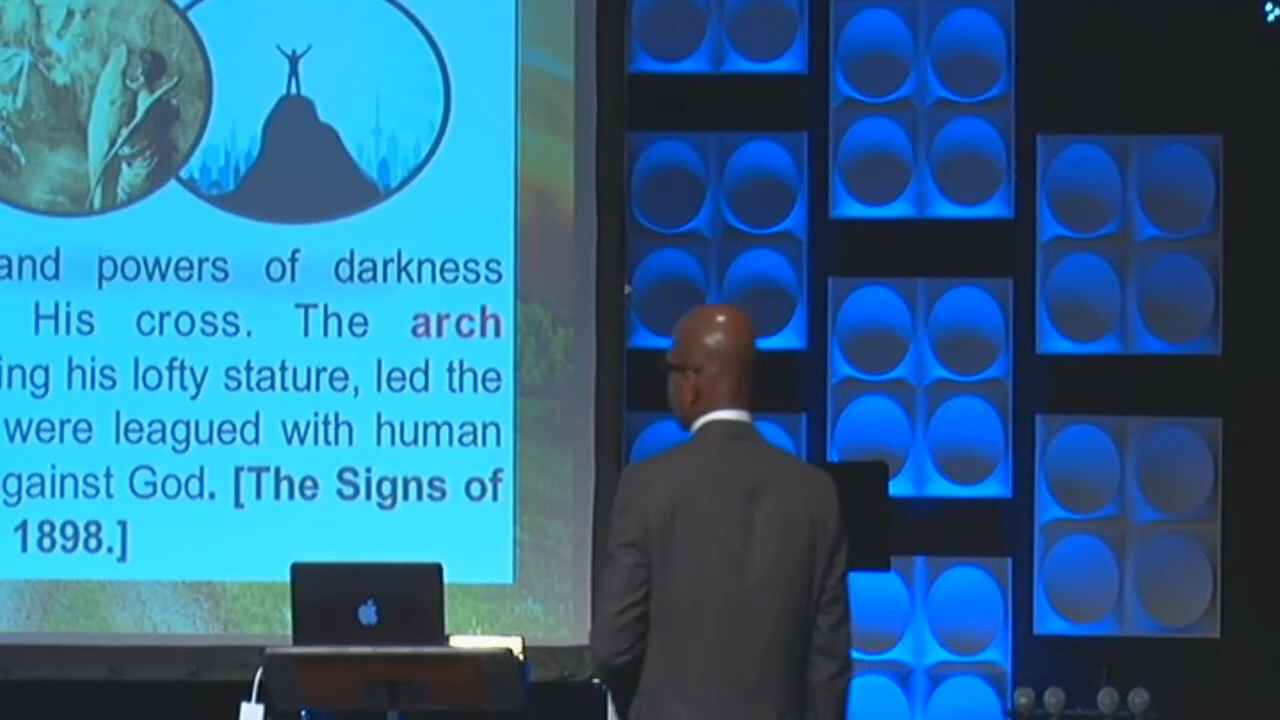 and powers of darkness
His cross. The arch
ing his lofty stature, led the
were leagued with human
gainst God. [The Signs of
1898.]